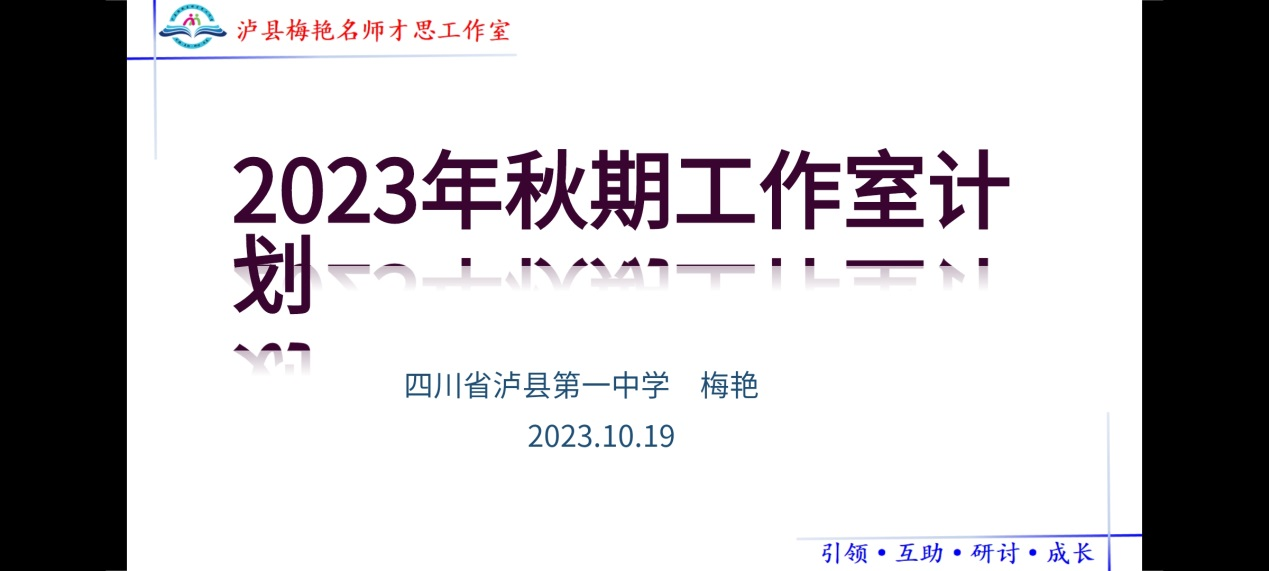 泸县梅艳名师才思工作室
2023年秋期工作室计
划
四川省泸县第一中学 梅艳
2023.10.19
引领·互助·研讨·成长